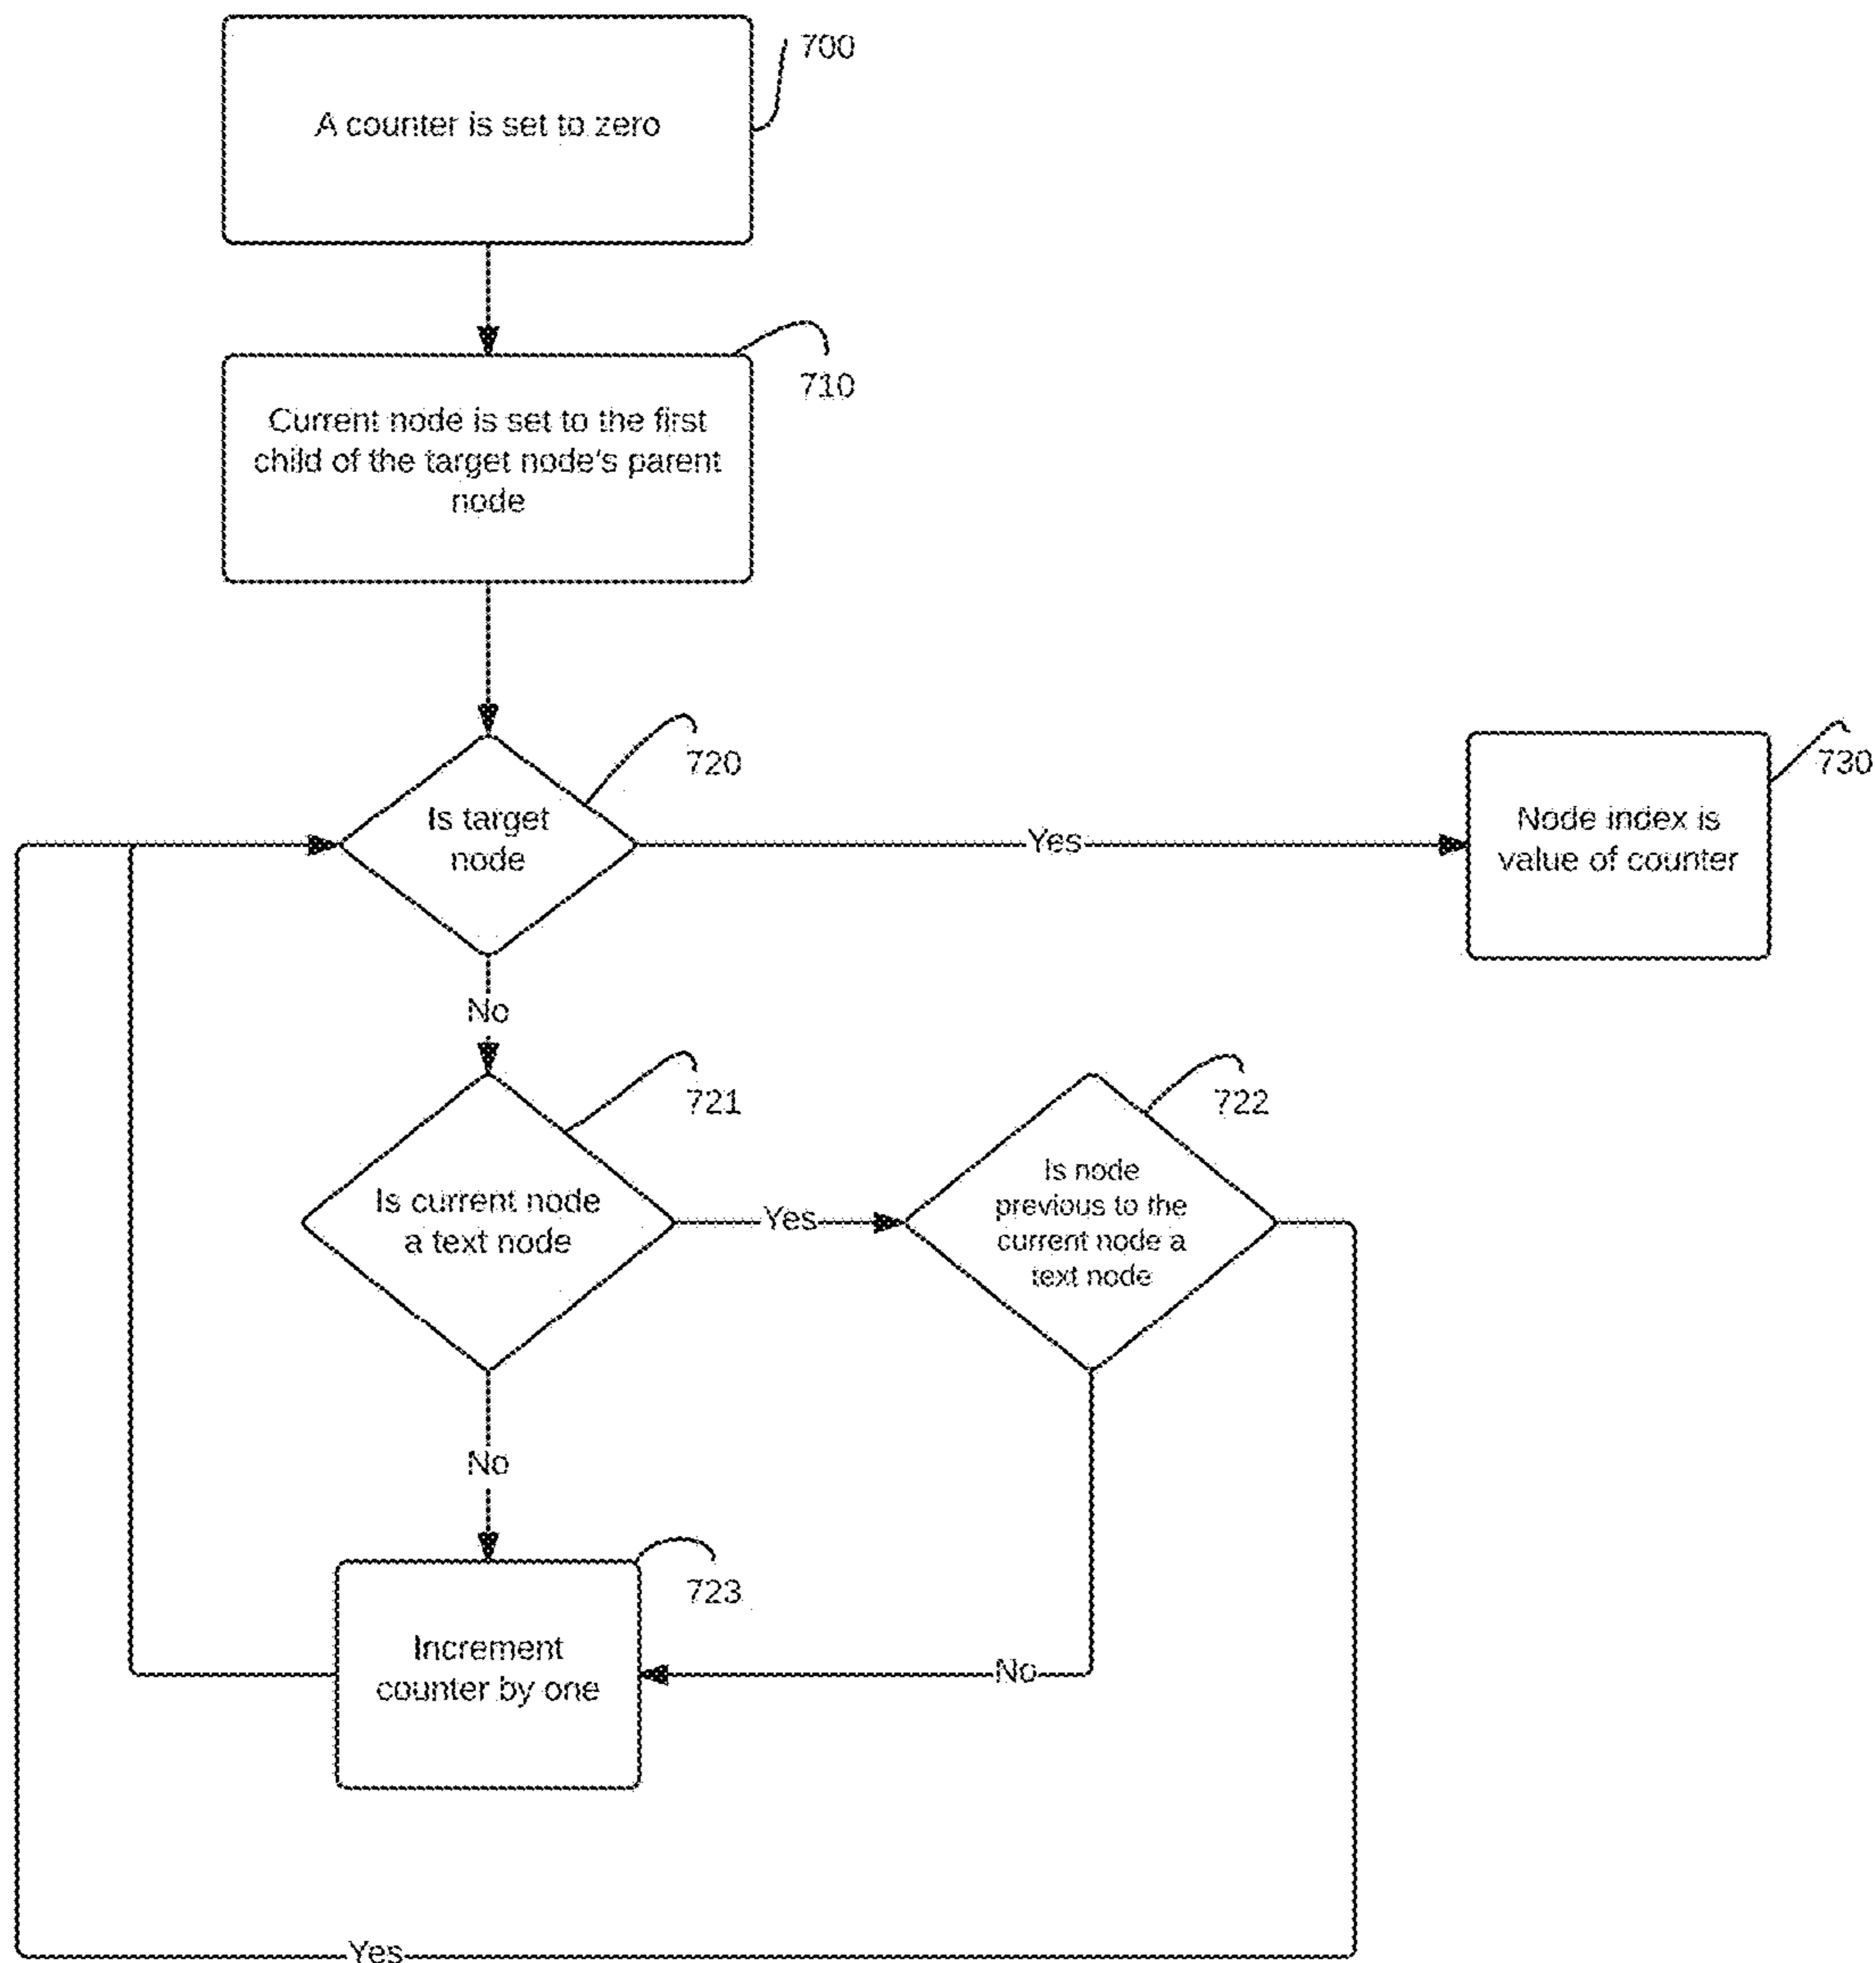 700
A counter is set to zero
710
Current node is set to the first
child of the target node's parent
node
720
Is target
node
Yes
730
Node index is
value of counter
No
721
Is current node
a text node
Yes
722
Is node
previous to the
current node a
text node
No
723
Increment
counter by one
No
Yes